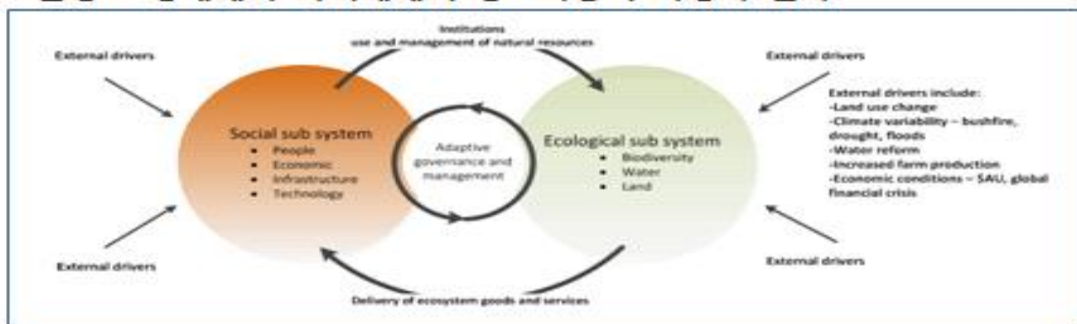 Institutions
use and management of natural resources
External drivers
External drivers
External drivers include:
-Land use change
-Climate variability – bushfire,
drought, floods
-Water reform
-Increased farm production
-Economic conditions – $AU, global
financial crisis
Social sub system
• People
• Economic
• Infrastructure
• Technology
Adaptive
governance and
management
Ecological sub system
• Biodiversity
• Water
• Land
External drivers
External drivers
Delivery of ecosystem goods and services